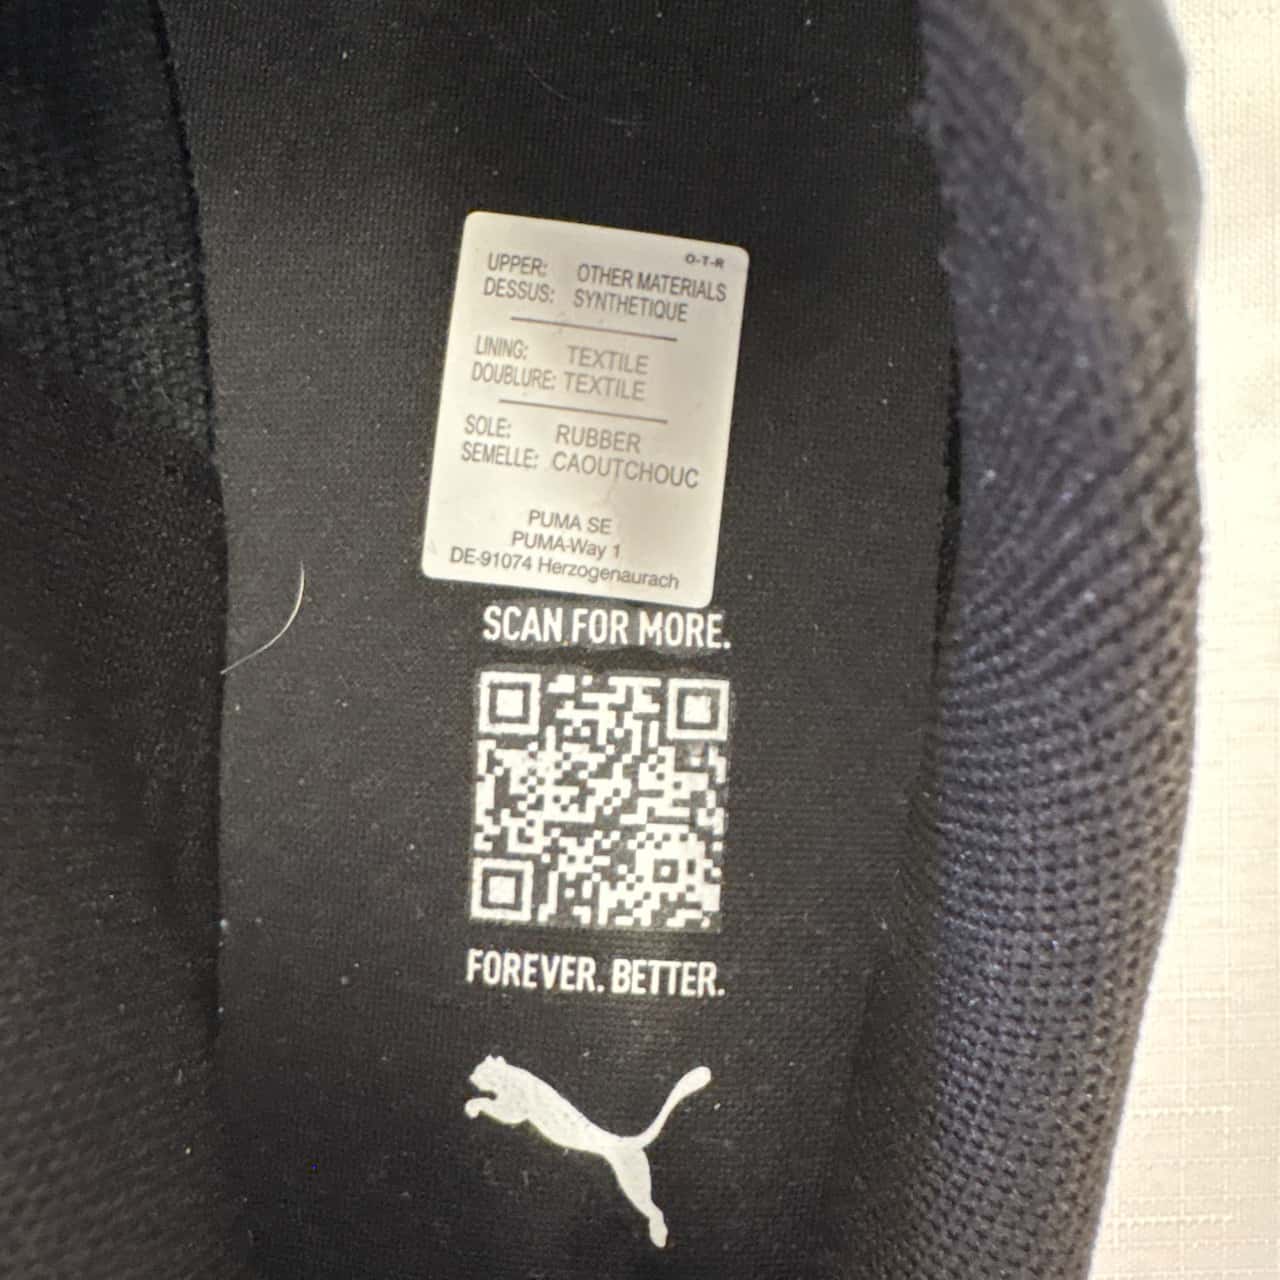 O-T-R
UPPER: OTHER MATERIALS
DESSUS: SYNTHETIQUE
LINING: TEXTILE
DOUBLURE: TEXTILE
SOLE: RUBBER
SEMELLE: CAOUTCHOUC
PUMA SE
PUMA-Way 1
DE-91074 Herzogenaurach
SCAN FOR MORE.
FOREVER. BETTER.